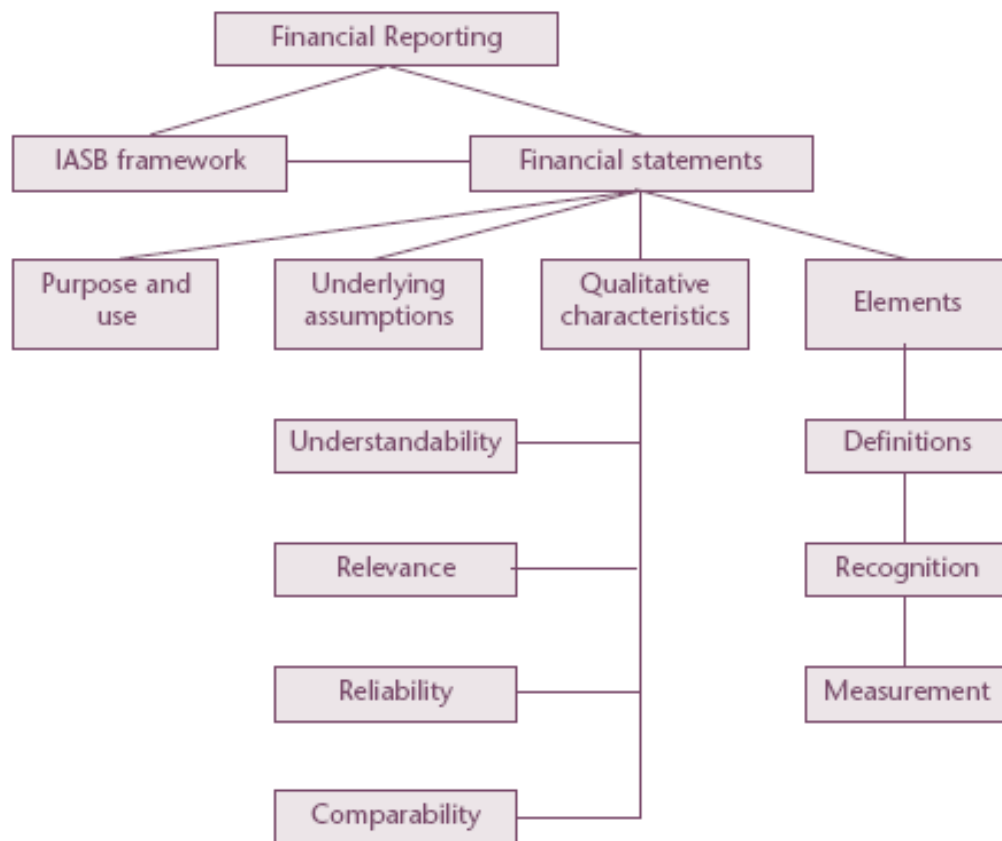 Financial Reporting
IASB framework
Financial statements
Purpose and
use
Underlying
assumptions
Qualitative
characteristics
Elements
Understandability
Definitions
Relevance
Recognition
Reliability
Measurement
Comparability